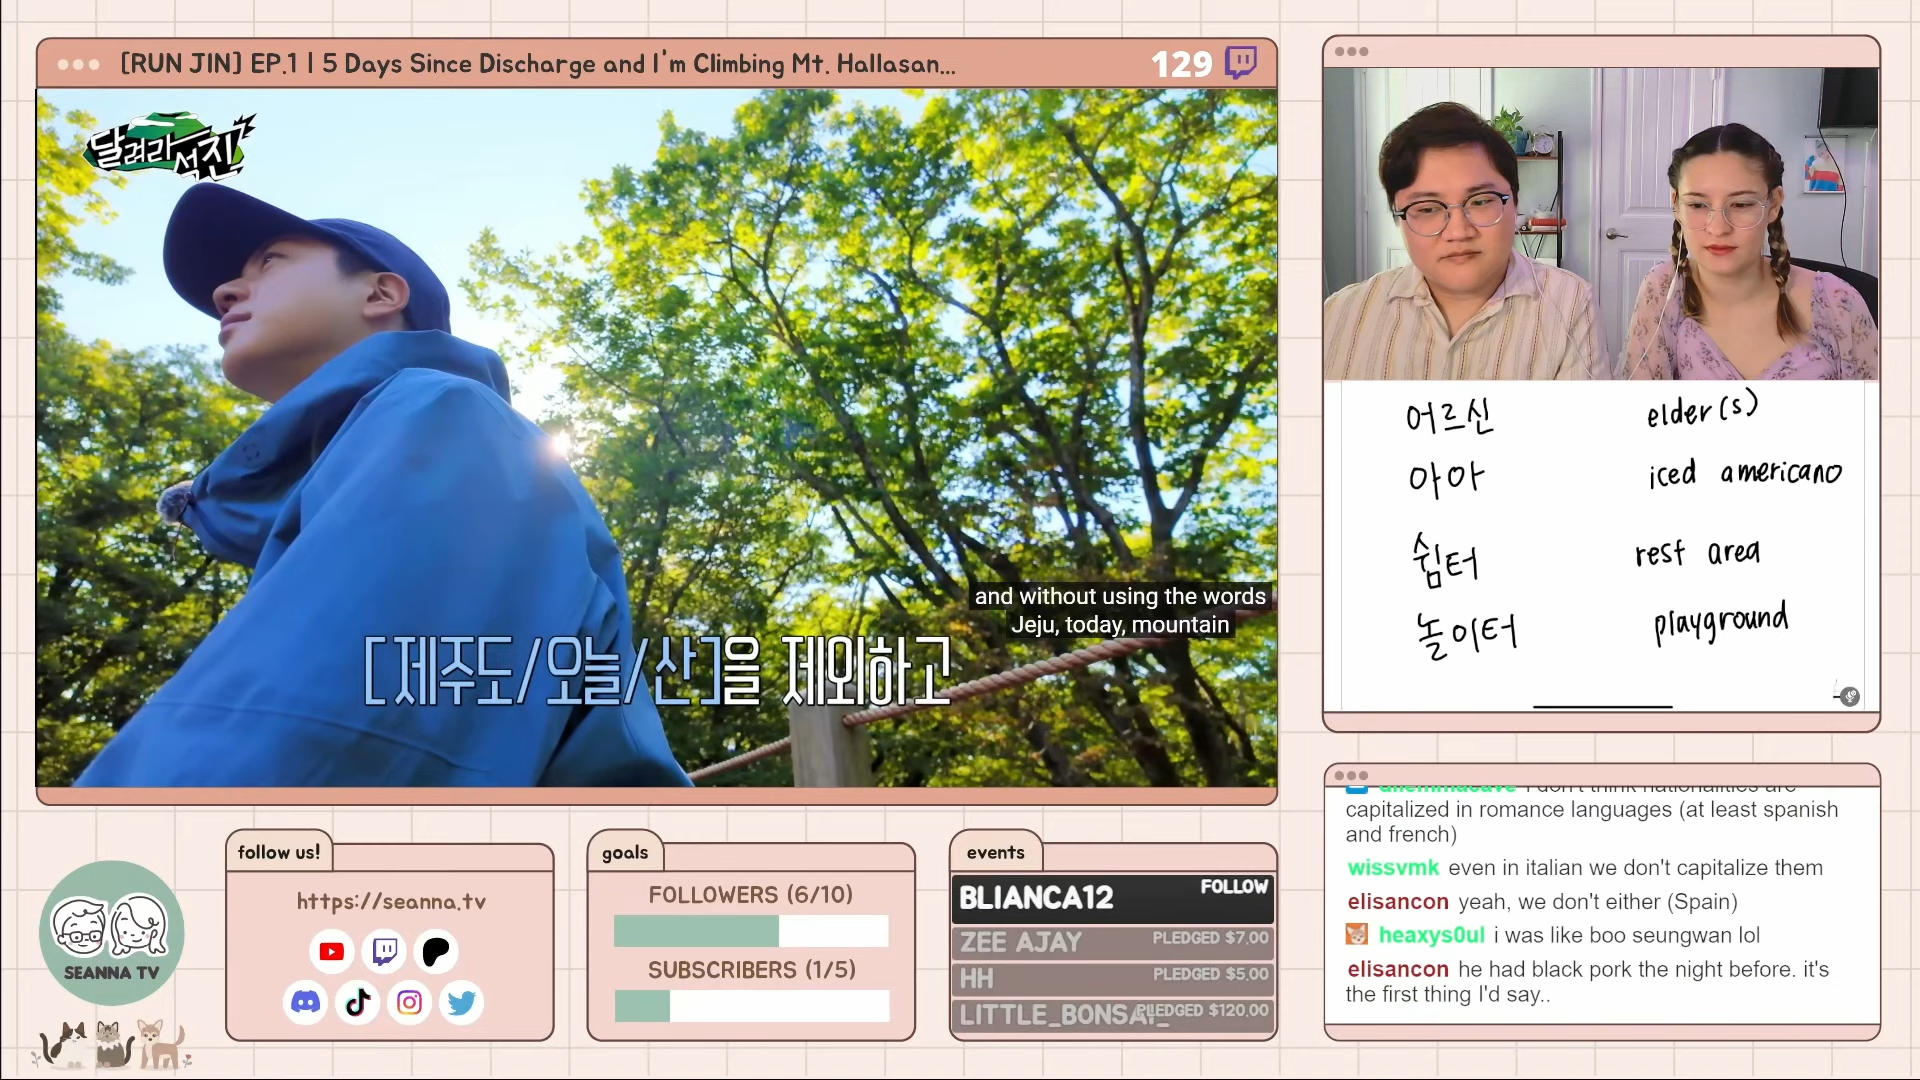 [RUN JIN] EP.1 | 5 Days Since Discharge and I'm Climbing Mt. Hallasan...
129
달려라
석진
and without using the words
Jeju, today, mountain
[제주도/오늘/산]을 제외하고
어르신 elder(s)
아아 iced americano
쉼터 rest area
놀이터 playground
I don't think nationalities are
capitalized in romance languages (at least spanish
and french)
wissvmk even in italian we don't capitalize them
elisancon yeah, we don't either (Spain)
heaxys0ul i was like boo seungwan lol
elisancon he had black pork the night before. it's
the first thing I'd say..
SEANNA TV
follow us!
https://seanna.tv
goals
FOLLOWERS (6/10)
SUBSCRIBERS (1/5)
events
BLIANCA12 FOLLOW
ZEE AJAY PLEDGED $7.00
HH PLEDGED $5.00
LITTLE_BONSAI_ PLEDGED $120.00